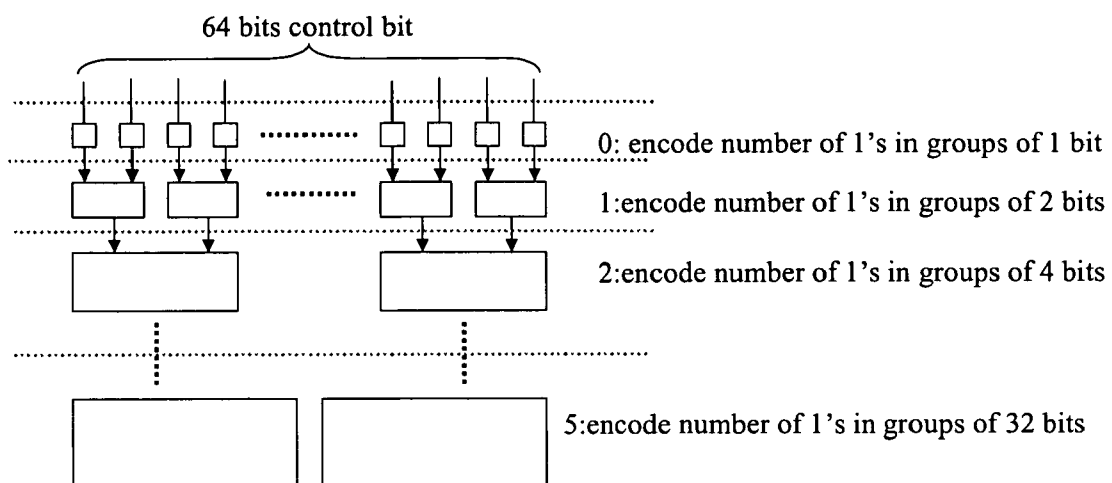 64 bits control bit
0: encode number of 1's in groups of 1 bit
1:encode number of 1's in groups of 2 bits
2:encode number of 1's in groups of 4 bits
5:encode number of 1's in groups of 32 bits